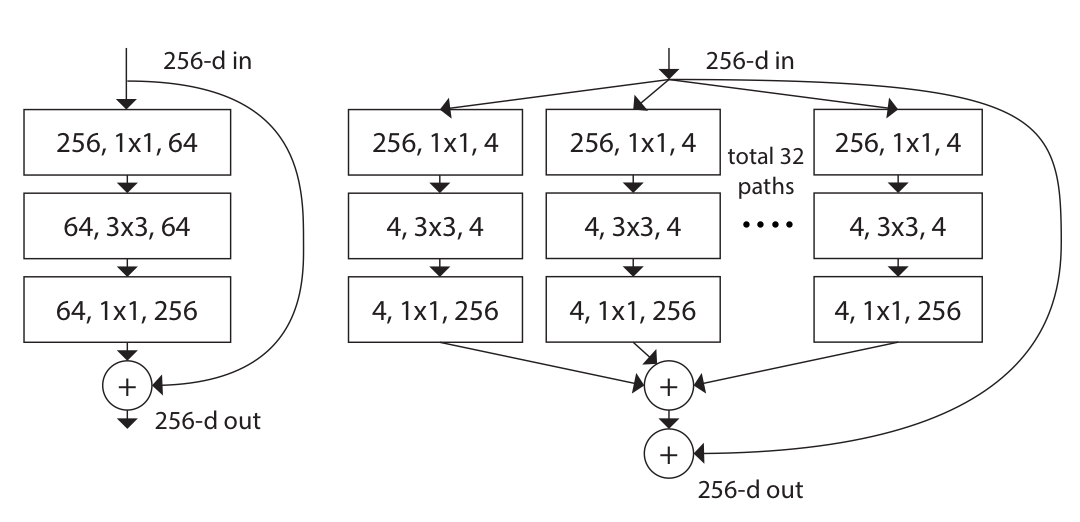 256-d in
256, 1x1, 64
64, 3x3, 64
64, 1x1, 256
+
256-d out
256-d in
256, 1x1, 4
256, 1x1, 4
total 32
paths
256, 1x1, 4
4, 3x3, 4
4, 3x3, 4
....
4, 3x3, 4
4, 1x1, 256
4, 1x1, 256
4, 1x1, 256
+
+
256-d out